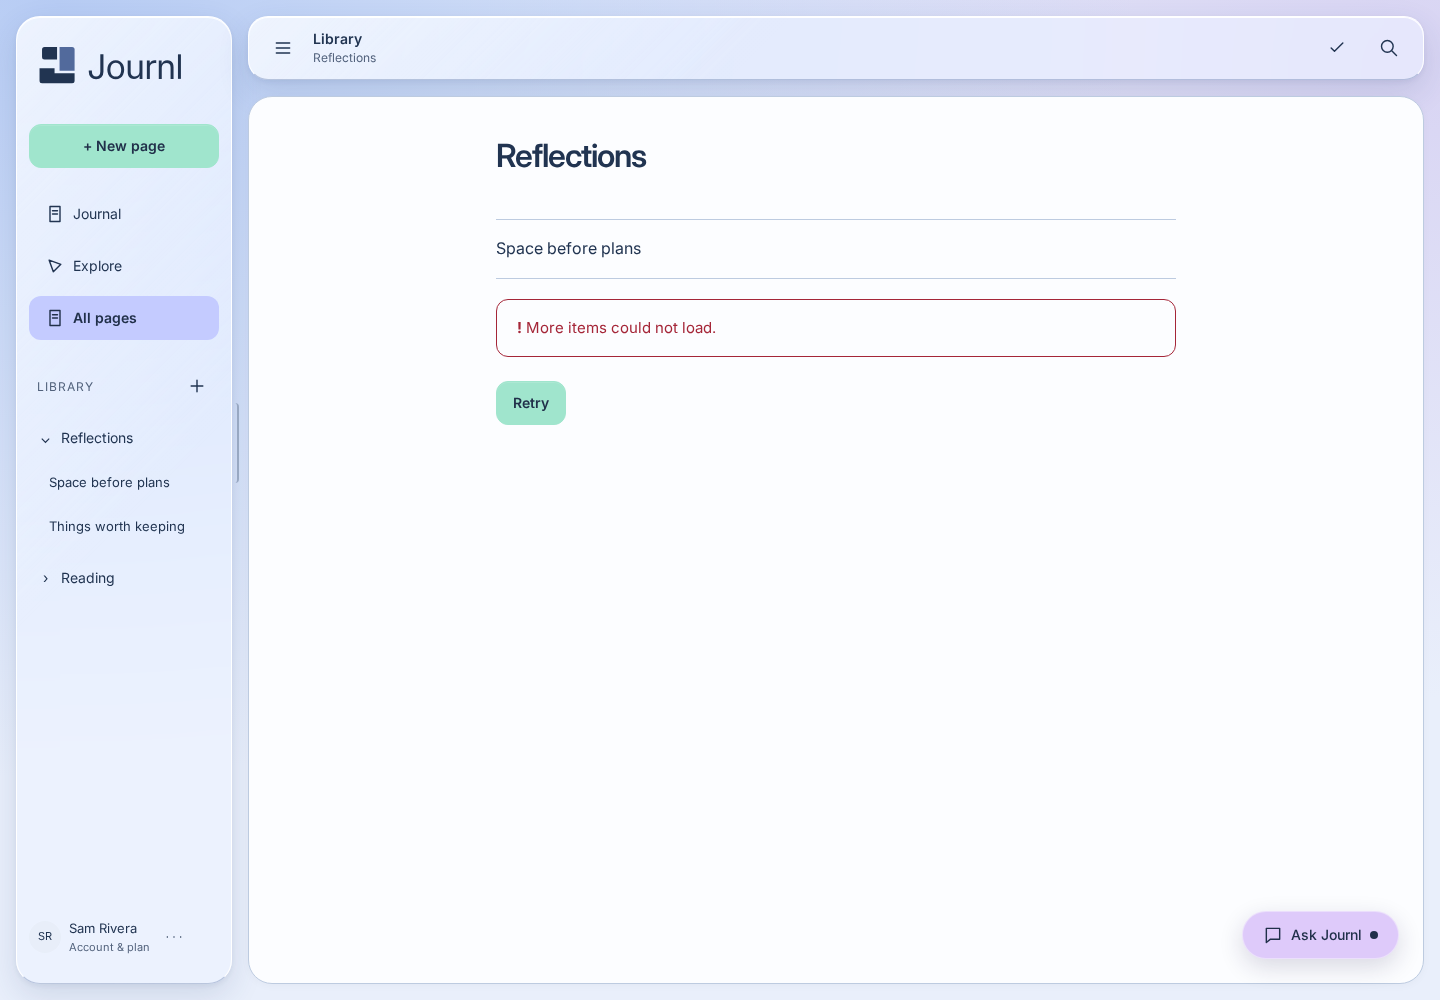 Journl
+ New page
Journal
Explore
All pages
LIBRARY
Reflections
Space before plans
Things worth keeping
Reading
SR
Sam Rivera
Account & plan
Library
Reflections
Reflections
Space before plans
! More items could not load.
Retry
Ask Journl